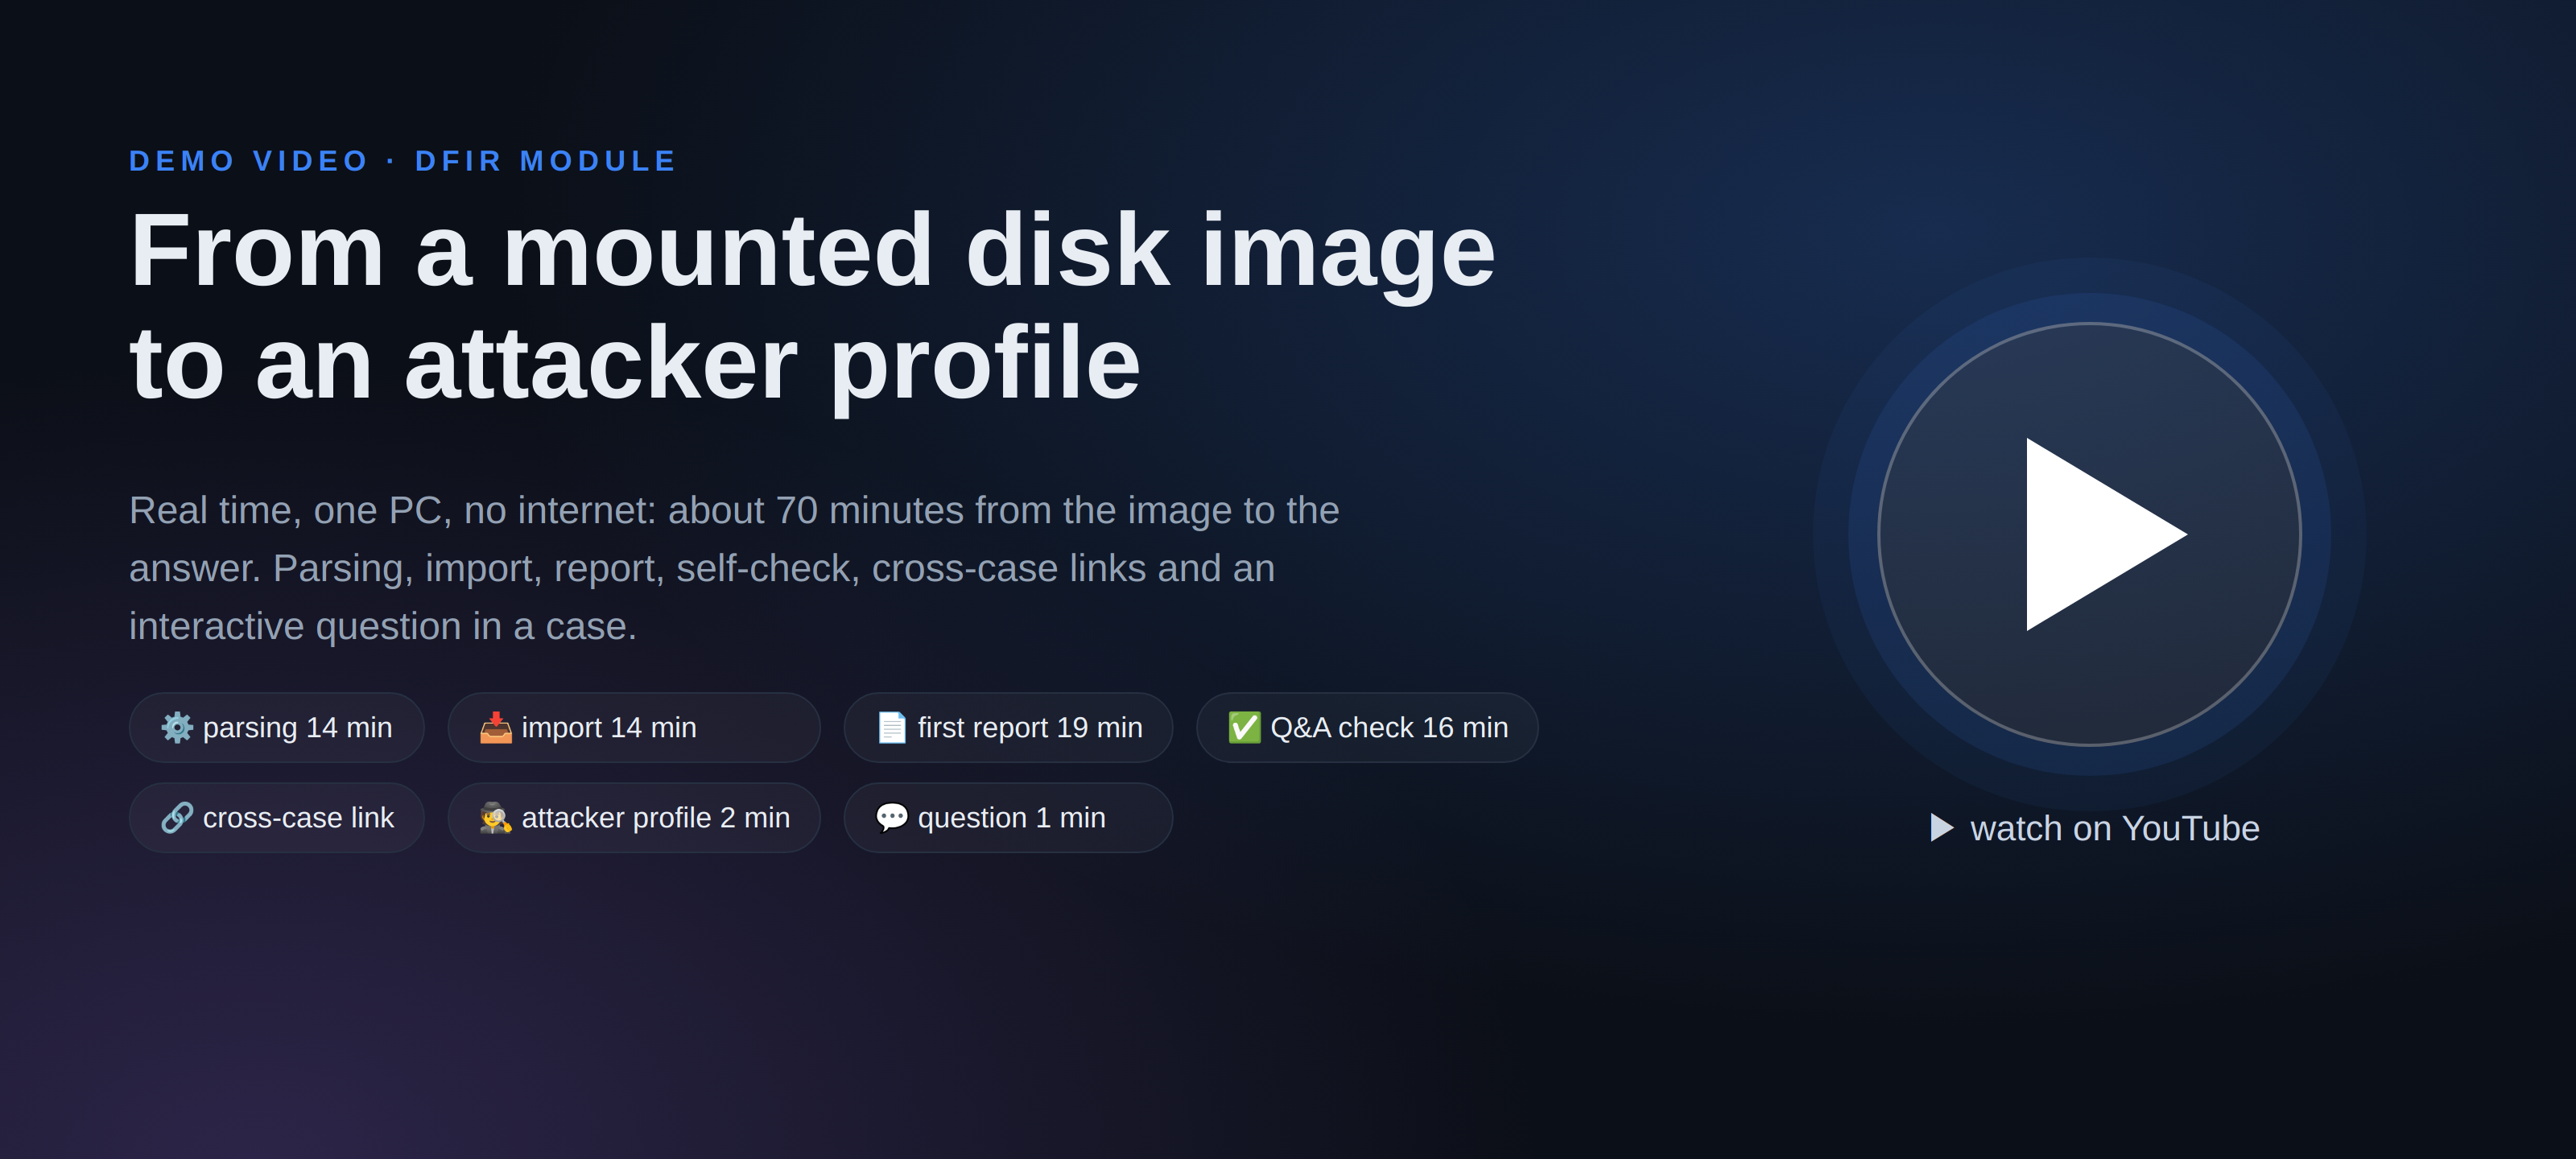 DEMO VIDEO · DFIR MODULE
From a mounted disk image
to an attacker profile
Real time, one PC, no internet: about 70 minutes from the image to the
answer. Parsing, import, report, self-check, cross-case links and an
interactive question in a case.
⚙️ parsing 14 min
📥 import 14 min
📄 first report 19 min
✅ Q&A check 16 min
🔗 cross-case link
🕵️ attacker profile 2 min
💬 question 1 min
▶ watch on YouTube